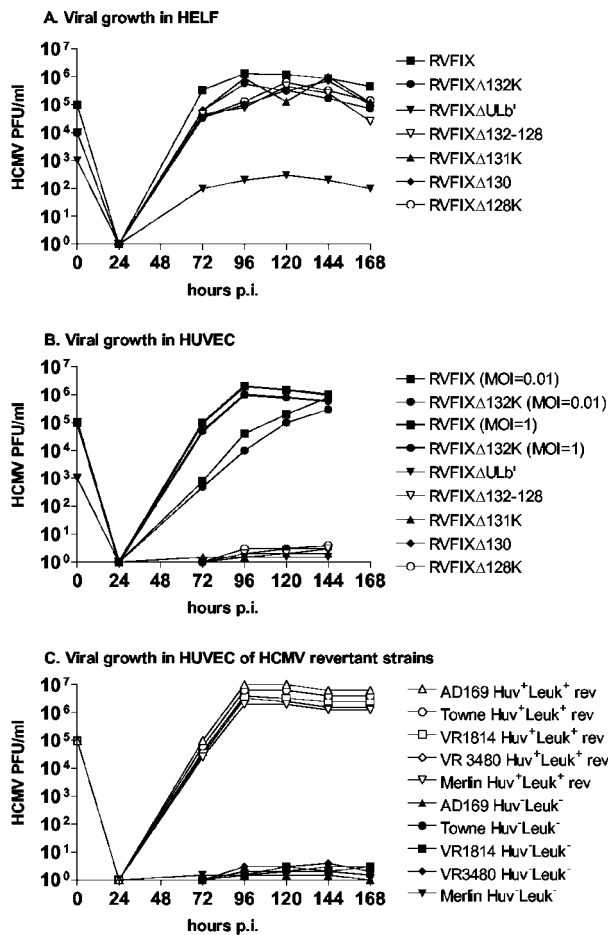 A. Viral growth in HELF
HCMV PFU/ml
10⁷
10⁶
10⁵
10⁴
10³
10²
10¹
10⁰
0 24 48 72 96 120 144 168
hours p.i.
RVFIX
RVFIXΔ132K
RVFIXΔULb'
RVFIXΔ132-128
RVFIXΔ131K
RVFIXΔ130
RVFIXΔ128K
B. Viral growth in HUVEC
HCMV PFU/ml
10⁷
10⁶
10⁵
10⁴
10³
10²
10¹
10⁰
0 24 48 72 96 120 144 168
hours p.i.
RVFIX (MOI=0.01)
RVFIXΔ132K (MOI=0.01)
RVFIX (MOI=1)
RVFIXΔ132K (MOI=1)
RVFIXΔULb'
RVFIXΔ132-128
RVFIXΔ131K
RVFIXΔ130
RVFIXΔ128K
C. Viral growth in HUVEC of HCMV revertant strains
HCMV PFU/ml
10⁷
10⁶
10⁵
10⁴
10³
10²
10¹
10⁰
0 24 48 72 96 120 144 168
hours p.i.
AD169 Huv⁺Leuk⁺ rev
Towne Huv⁺Leuk⁺ rev
VR1814 Huv⁺Leuk⁺ rev
VR 3480 Huv⁺Leuk⁺ rev
Merlin Huv⁺Leuk⁺ rev
AD169 Huv⁻Leuk⁻
Towne Huv⁻Leuk⁻
VR1814 Huv⁻Leuk⁻
VR3480 Huv⁻Leuk⁻
Merlin Huv⁻Leuk⁻